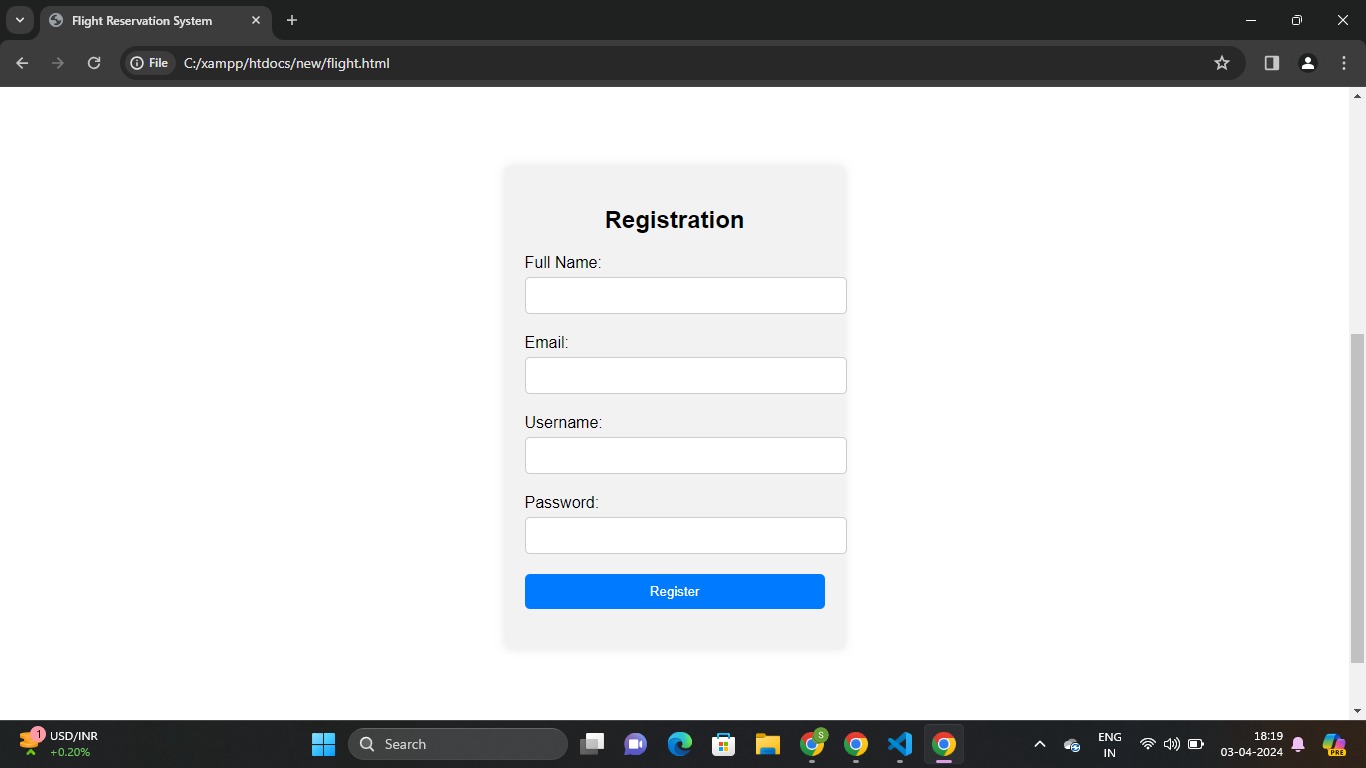 Flight Reservation System
File C:/xampp/htdocs/new/flight.html
Registration
Full Name:
Email:
Username:
Password:
Register
1 USD/INR
+0.20%
Search
S
ENG
IN
18:19
03-04-2024
PRE